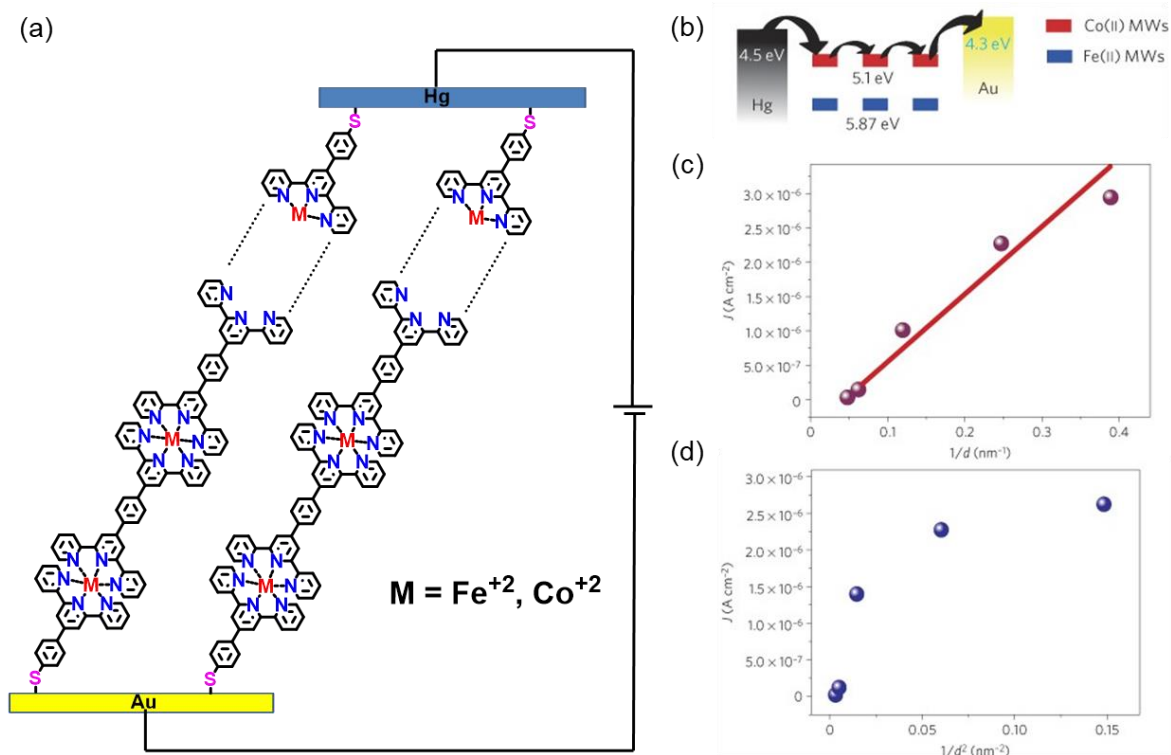 (a)
Hg
S
S
N
N
N
M
N
N
N
M
N
N
N
N
N
N
N
N
N
N
N
N
M
N
N
N
N
N
M
N
N
N
N
N
N
M
N
N
N
N
N
N
M
N
N
N
S
S
Au
M = Fe+2, Co+2
(b)
4.5 eV
Hg
5.1 eV
5.87 eV
4.3 eV
Au
Co(II) MWs
Fe(II) MWs
(c)
J (A cm−2)
3.0 × 10−6
2.5 × 10−6
2.0 × 10−6
1.5 × 10−6
1.0 × 10−6
5.0 × 10−7
0
0.1 0.2 0.3 0.4
1/d (nm−1)
(d)
J (A cm−2)
3.0 × 10−6
2.5 × 10−6
2.0 × 10−6
1.5 × 10−6
1.0 × 10−6
5.0 × 10−7
0
0 0.05 0.10 0.15
1/d2 (nm−2)